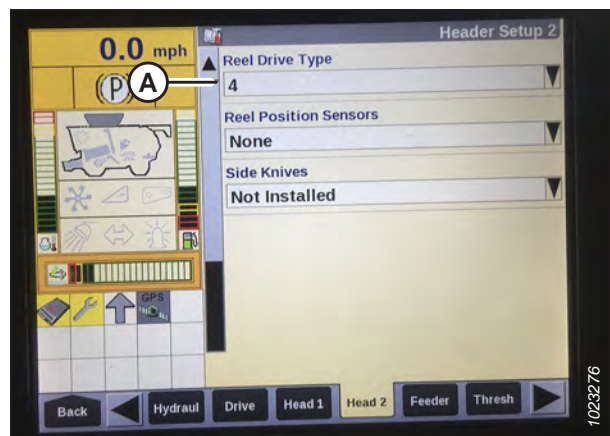 0.0 mph
Header Setup 2
(P)
A
Reel Drive Type
4
Reel Position Sensors
None
Side Knives
Not Installed
GPS
Back
Hydraul
Drive
Head 1
Head 2
Feeder
Thresh
1023276